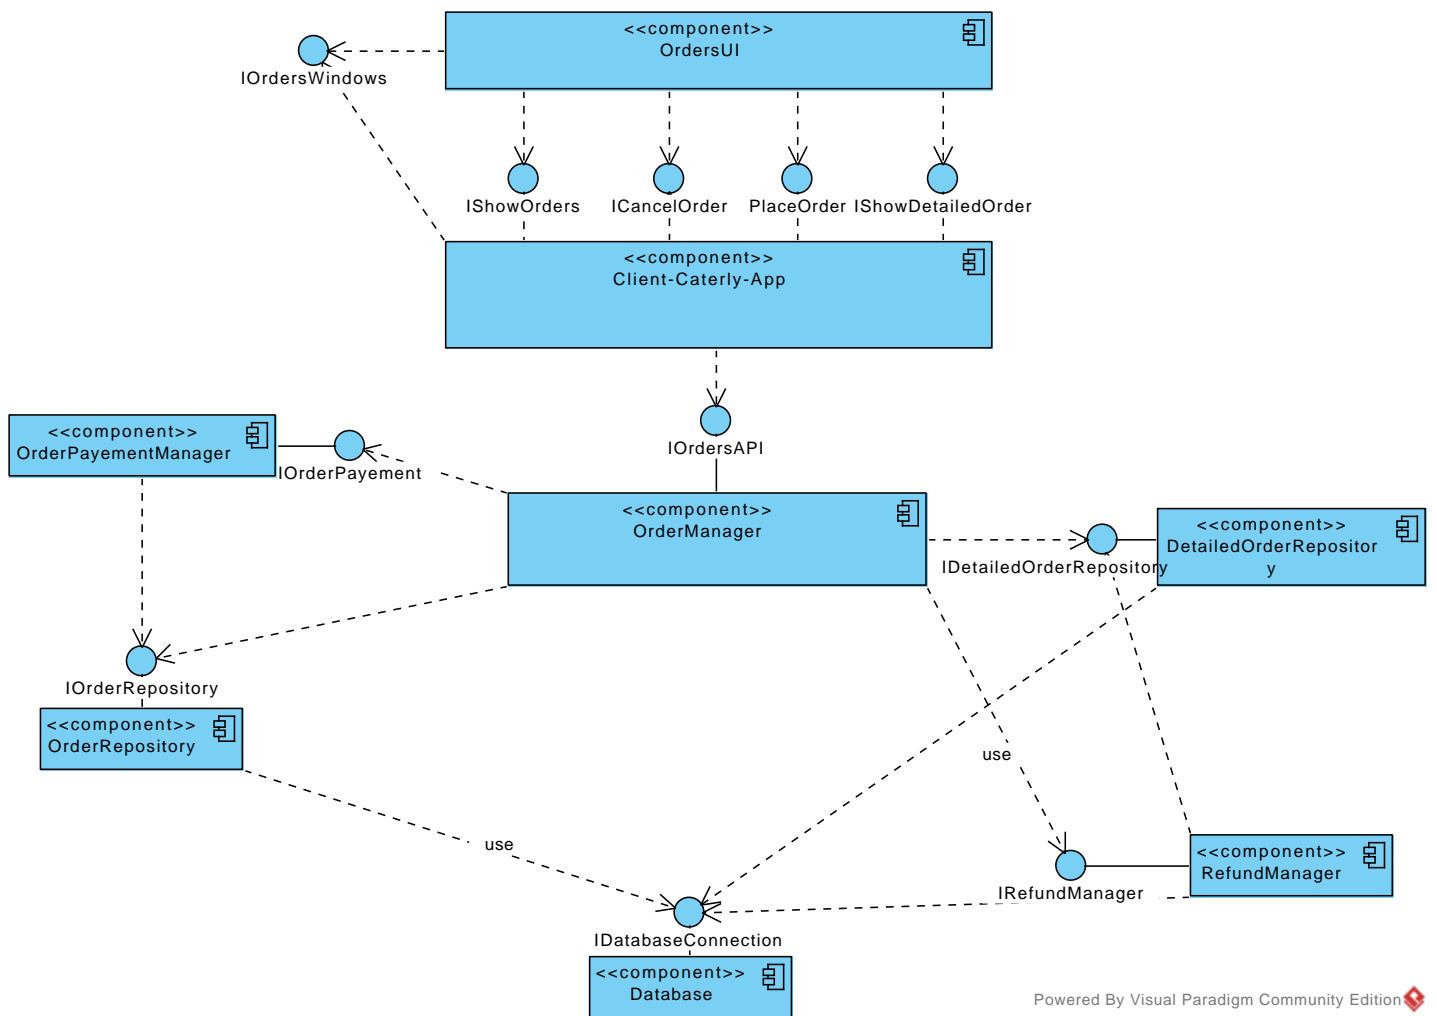 <<component>>
OrdersUI
IOrdersWindows
IShowOrders
ICancelOrder
PlaceOrder
IShowDetailedOrder
<<component>>
Client-Caterly-App
IOrdersAPI
<<component>>
OrderPayementManager
IOrderPayement
<<component>>
OrderManager
IDetailedOrderRepository
<<component>>
DetailedOrderRepositor
y
IOrderRepository
<<component>>
OrderRepository
use
use
<<component>>
RefundManager
IRefundManager
IDatabaseConnection
<<component>>
Database
Powered By Visual Paradigm Community Edition